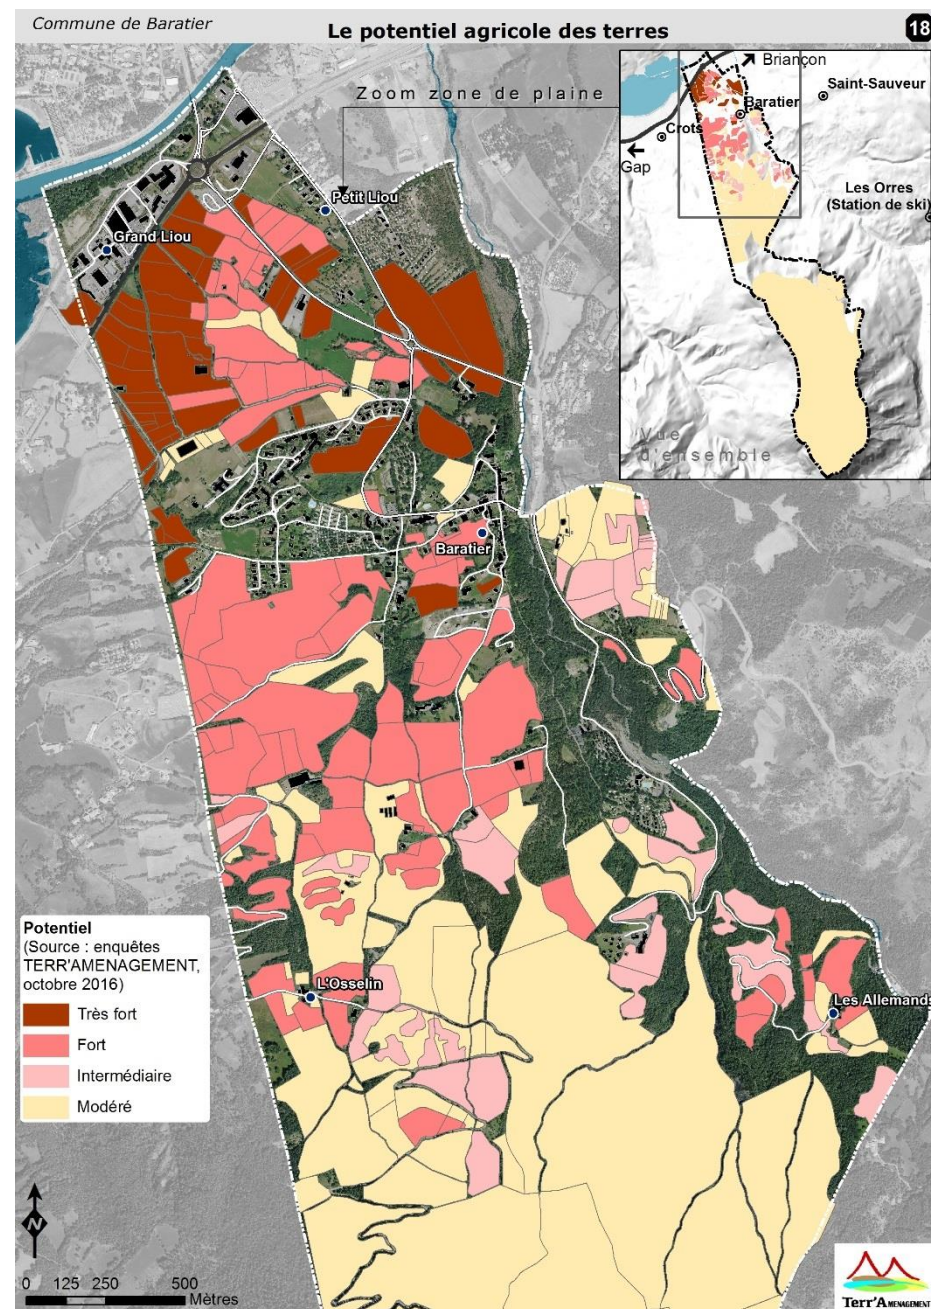 Commune de Baratier
Le potentiel agricole des terres
18
Zoom zone de plaine
Briançon
Saint-Sauveur
Baratier
Crots
Gap
Les Orres
(Station de ski)
Vue
d'ensemble
Petit Liou
Grand Liou
Baratier
L'Osselin
Les Allemands
Potentiel
(Source : enquêtes
TERR'AMENAGEMENT,
octobre 2016)
Très fort
Fort
Intermédiaire
Modéré
N
0 125 250 500
Mètres
Terr'AMENAGEMENT